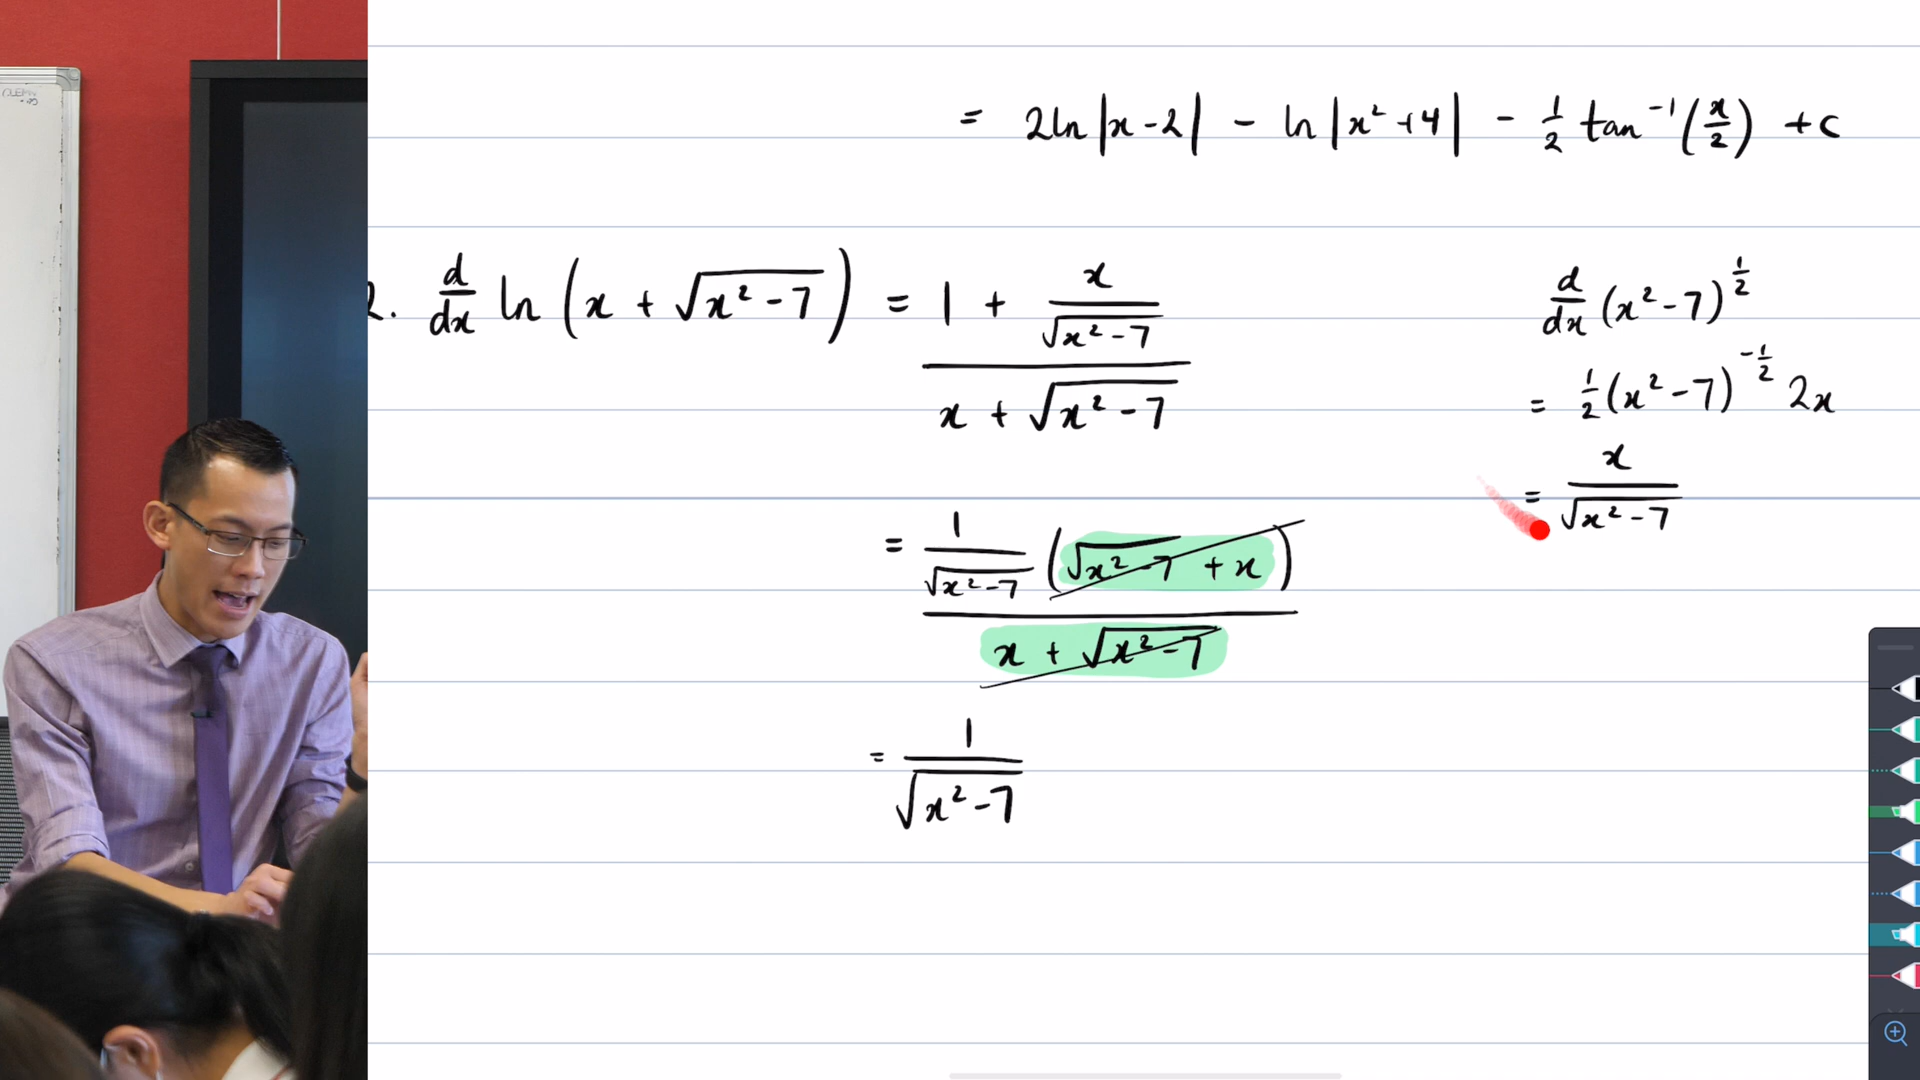 = 2ln|x-2| - ln|x²+4| - 1/2 tan⁻¹(x/2) + c
2. d/dx ln(x + √(x²-7)) = (1 + x/√(x²-7)) / (x + √(x²-7))
= (1/√(x²-7) (√(x²-7) + x)) / (x + √(x²-7))
= 1/√(x²-7)
d/dx (x²-7)^(1/2)
= 1/2 (x²-7)^(-1/2) 2x
= x/√(x²-7)